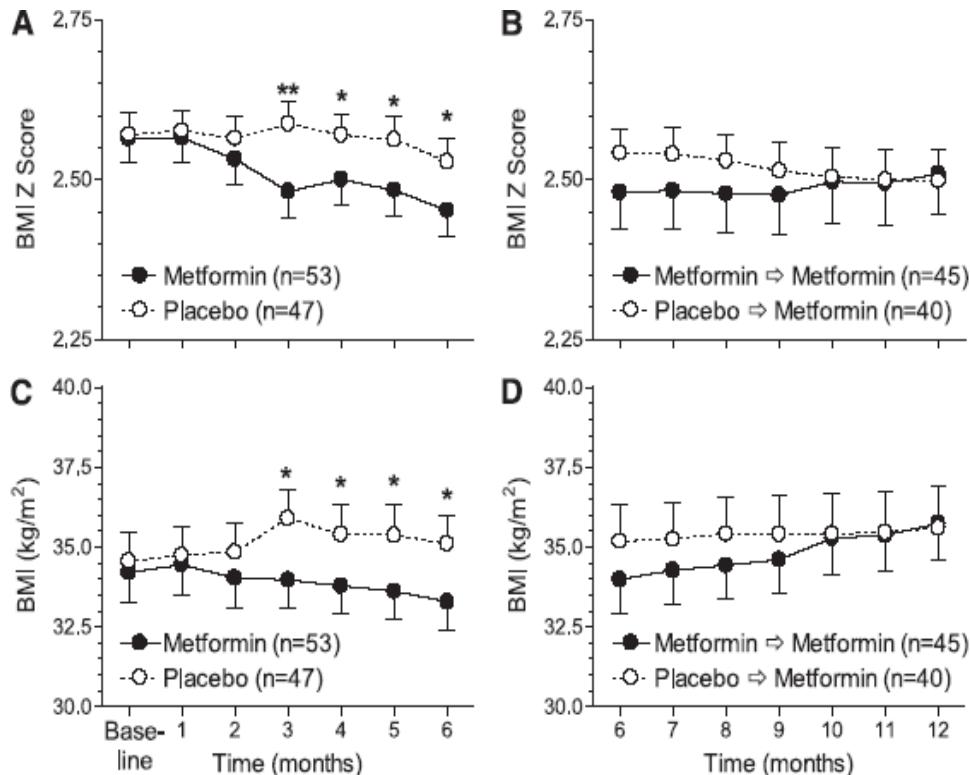 A
2,75
2,50
2,25
BMI Z Score
** * * *
Metformin (n=53)
Placebo (n=47)
B
2,75
2,50
2,25
BMI Z Score
Metformin ⇨ Metformin (n=45)
Placebo ⇨ Metformin (n=40)
C
40.0
37,5
35.0
32.5
30.0
BMI (kg/m²)
* * * *
Metformin (n=53)
Placebo (n=47)
Base-line 1 2 3 4 5 6
Time (months)
D
40.0
37,5
35.0
32.5
30.0
BMI (kg/m²)
Metformin ⇨ Metformin (n=45)
Placebo ⇨ Metformin (n=40)
6 7 8 9 10 11 12
Time (months)